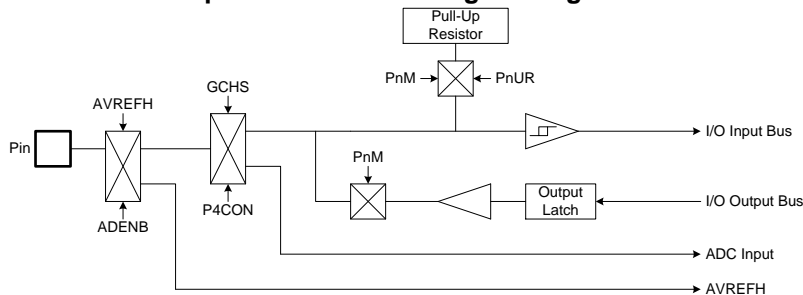 Pull-Up
Resistor
PnM
PnUR
GCHS
AVREFH
Pin
I/O Input Bus
PnM
Output
Latch
I/O Output Bus
P4CON
ADENB
ADC Input
AVREFH